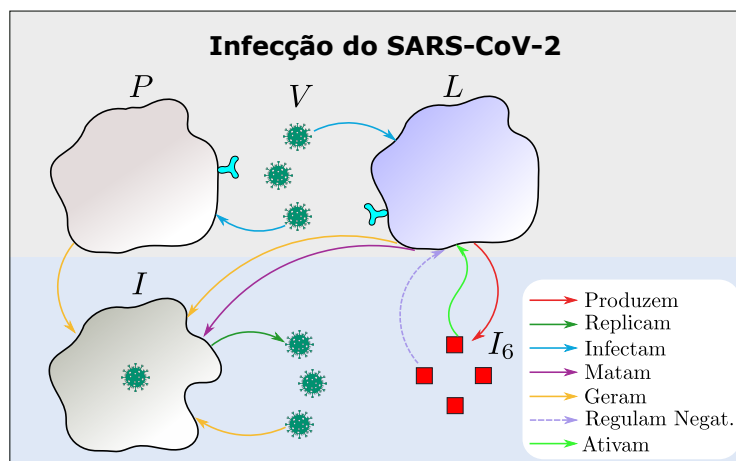 Infecção do SARS-CoV-2
P
V
L
I
I₆
Produzem
Replicam
Infectam
Matam
Geram
Regulam Negat.
Ativam